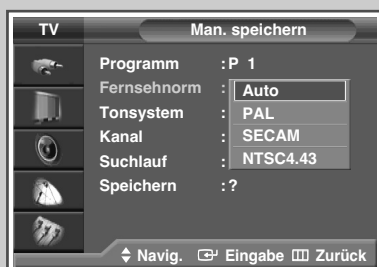 TV Man. speichern
Programm :P 1
Fernsehnorm : Auto
Tonsystem : PAL
Kanal : SECAM
Suchlauf : NTSC4.43
Speichern :?
Navig. Eingabe Zurück